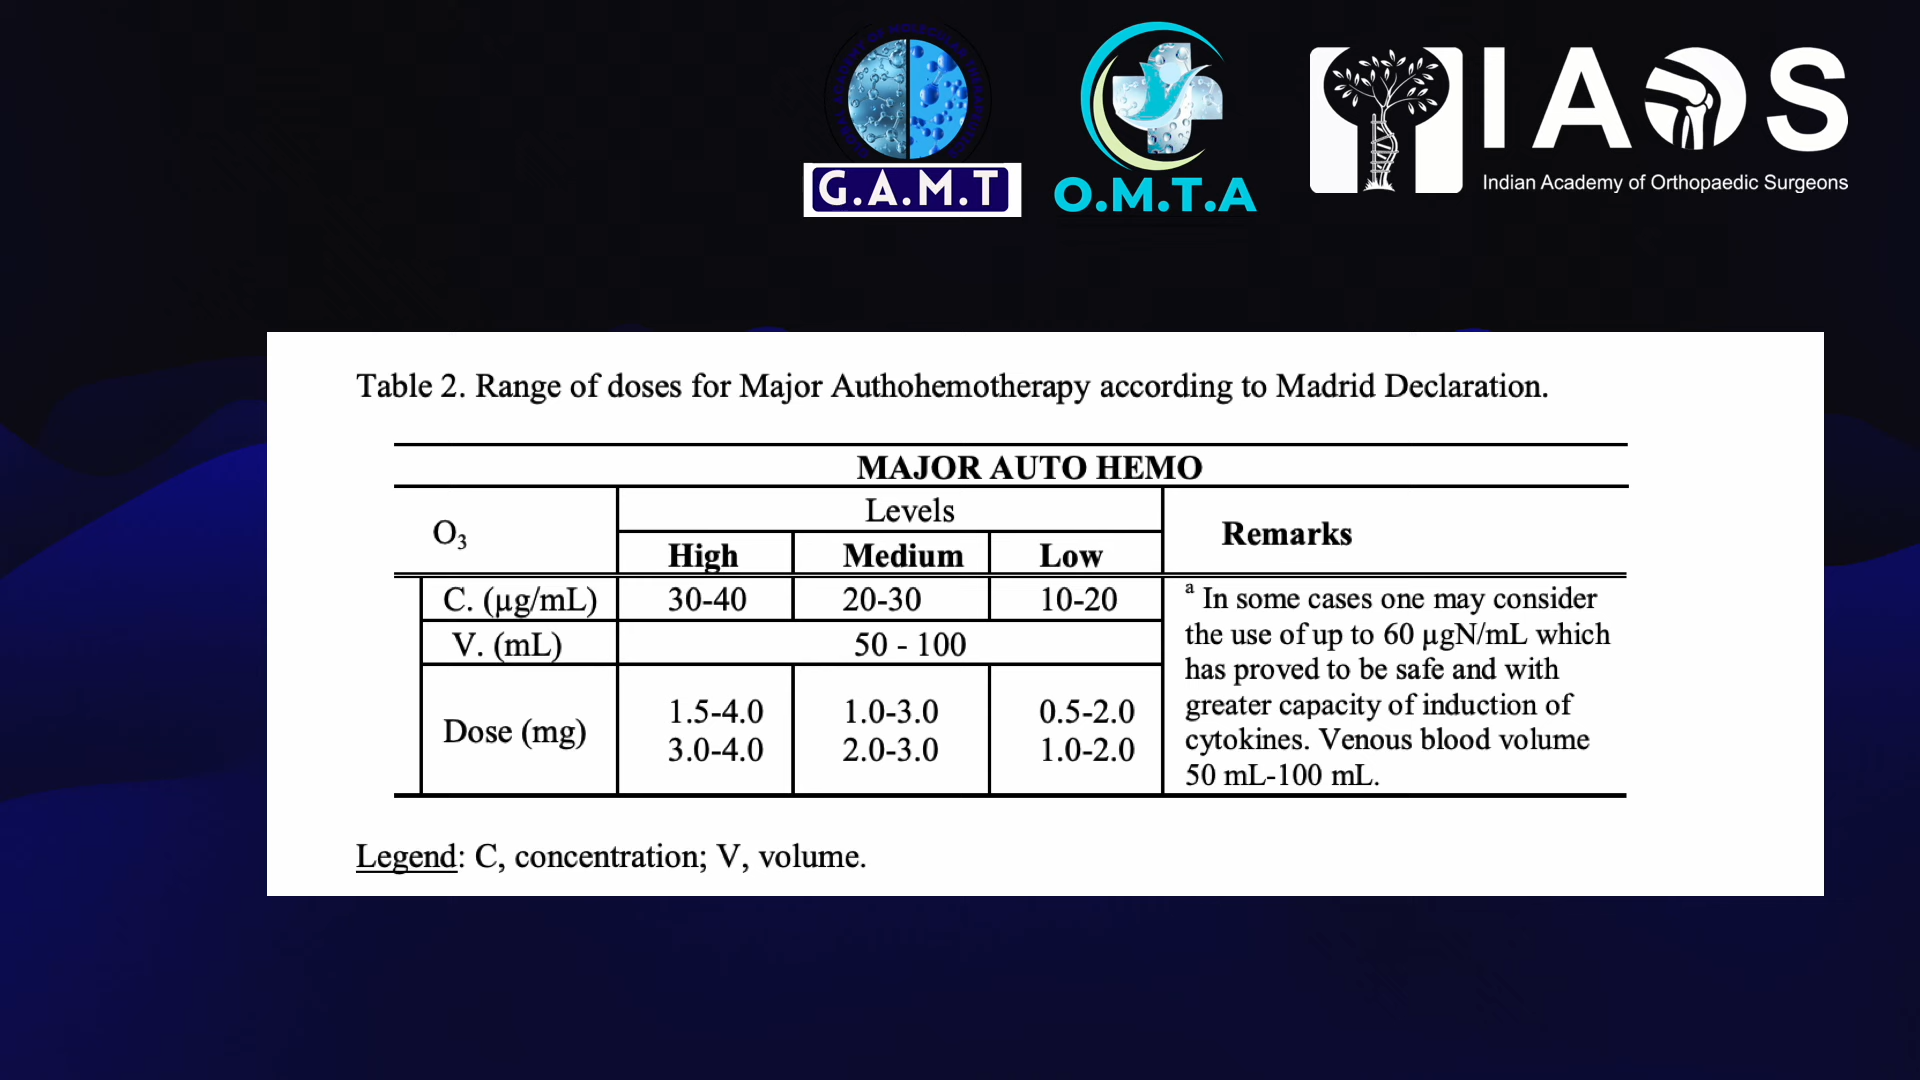 G.A.M.T
O.M.T.A
IAOS
Indian Academy of Orthopaedic Surgeons
Table 2. Range of doses for Major Authohemotherapy according to Madrid Declaration.
MAJOR AUTO HEMO
O₃
Levels
Remarks
High Medium Low
C. (µg/mL) 30-40 20-30 10-20
V. (mL) 50 - 100
Dose (mg)
1.5-4.0 1.0-3.0 0.5-2.0
3.0-4.0 2.0-3.0 1.0-2.0
ª In some cases one may consider
the use of up to 60 µgN/mL which
has proved to be safe and with
greater capacity of induction of
cytokines. Venous blood volume
50 mL-100 mL.
Legend: C, concentration; V, volume.